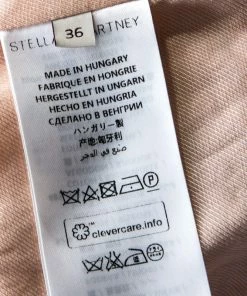 STELLA McCARTNEY
36
MADE IN HUNGARY
FABRIQUE EN HONGRIE
HERGESTELLT IN UNGARN
HECHO EN HUNGRIA
СДЕЛАНО В ВЕНГРИИ
ハンガリー製
产地:匈牙利
صنع في المجر
P
clevercare.info